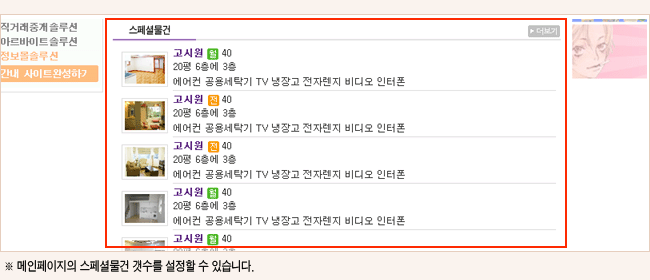 직거래중개솔루션
아르바이트솔루션
정보몰솔루션
간내 사이트완성하기
스페셜물건
더보기
고시원 월 40
20평 6층에 3층
에어컨 공용세탁기 TV 냉장고 전자렌지 비디오 인터폰
고시원 전 40
20평 6층에 3층
에어컨 공용세탁기 TV 냉장고 전자렌지 비디오 인터폰
고시원 전 40
20평 6층에 3층
에어컨 공용세탁기 TV 냉장고 전자렌지 비디오 인터폰
고시원 월 40
20평 6층에 3층
에어컨 공용세탁기 TV 냉장고 전자렌지 비디오 인터폰
고시원 월 40
20평 6층에 3층
※ 메인페이지의 스페셜물건 갯수를 설정할 수 있습니다.